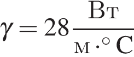 γ = 28 Вт / м · °C